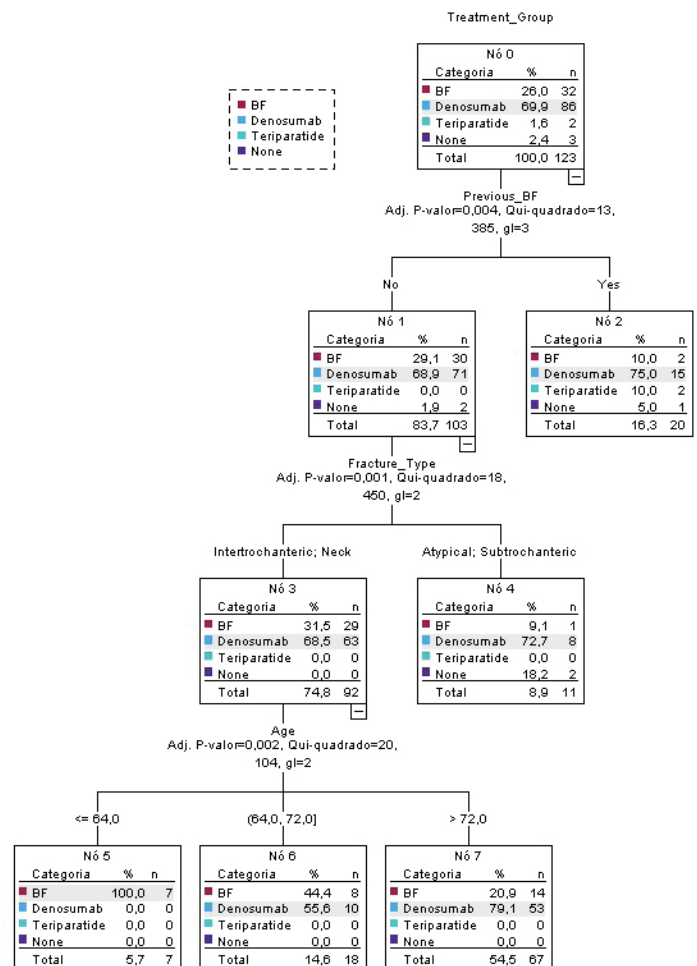 Treatment_Group
BF
Denosumab
Teriparatide
None
Nó 0
Categoria % n
BF 26,0 32
Denosumab 69,9 86
Teriparatide 1,6 2
None 2,4 3
Total 100,0 123
Previous_BF
Adj. P-valor=0,004, Qui-quadrado=13,
385, gl=3
No
Yes
Nó 1
Categoria % n
BF 29,1 30
Denosumab 68,9 71
Teriparatide 0,0 0
None 1,9 2
Total 83,7 103
Nó 2
Categoria % n
BF 10,0 2
Denosumab 75,0 15
Teriparatide 10,0 2
None 5,0 1
Total 16,3 20
Fracture_Type
Adj. P-valor=0,001, Qui-quadrado=18,
450, gl=2
Intertrochanteric; Neck
Atypical; Subtrochanteric
Nó 3
Categoria % n
BF 31,5 29
Denosumab 68,5 63
Teriparatide 0,0 0
None 0,0 0
Total 74,8 92
Nó 4
Categoria % n
BF 9,1 1
Denosumab 72,7 8
Teriparatide 0,0 0
None 18,2 2
Total 8,9 11
Age
Adj. P-valor=0,002, Qui-quadrado=20,
104, gl=2
<= 64,0
(64,0, 72,0]
> 72,0
Nó 5
Categoria % n
BF 100,0 7
Denosumab 0,0 0
Teriparatide 0,0 0
None 0,0 0
Total 5,7 7
Nó 6
Categoria % n
BF 44,4 8
Denosumab 55,6 10
Teriparatide 0,0 0
None 0,0 0
Total 14,6 18
Nó 7
Categoria % n
BF 20,9 14
Denosumab 79,1 53
Teriparatide 0,0 0
None 0,0 0
Total 54,5 67